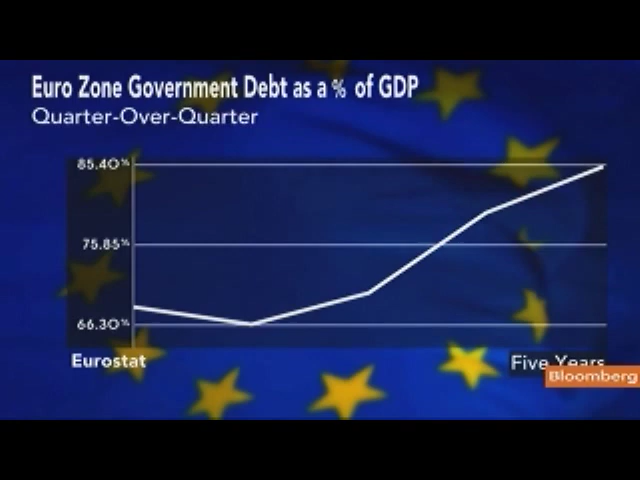 Euro Zone Government Debt as a % of GDP
Quarter-Over-Quarter
85.40%
75.85%
66.30%
Eurostat
Five Years
Bloomberg